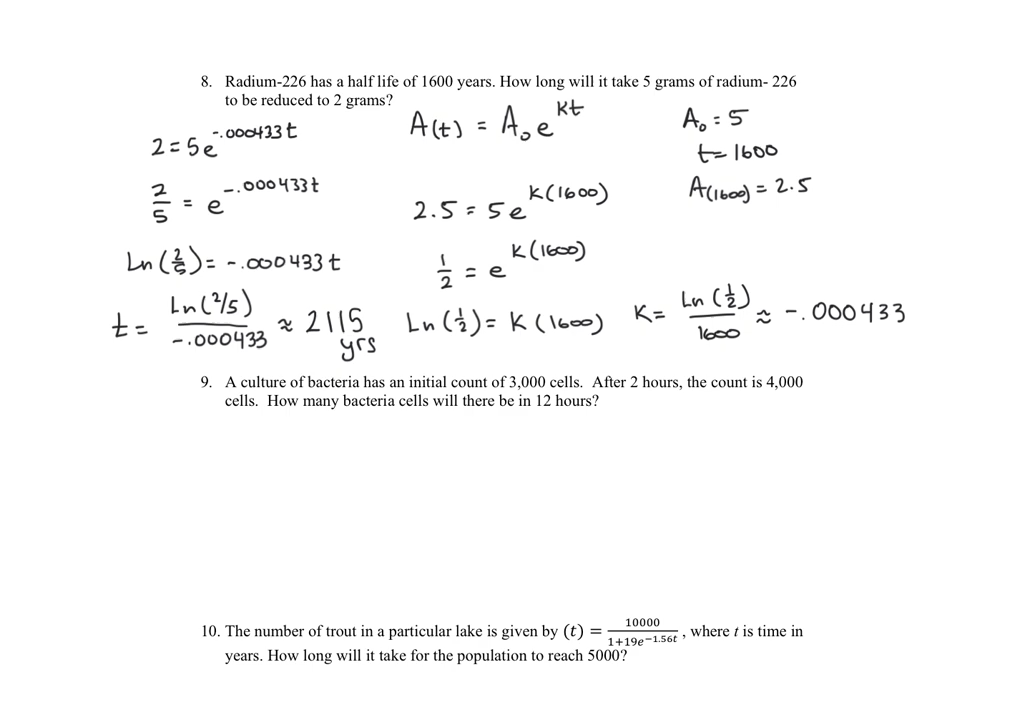 8. Radium-226 has a half life of 1600 years. How long will it take 5 grams of radium- 226
to be reduced to 2 grams?
A(t) = A₀e^kt
A₀ = 5
2 = 5e^-.000433t
t = 1600
2/5 = e^-.000433t
2.5 = 5e^K(1600)
A(1600) = 2.5
Ln(2/5) = -.000433t
1/2 = e^K(1600)
t = Ln(2/5)/-.000433 ≈ 2115 yrs
Ln(1/2) = K(1600)
K = Ln(1/2)/1600 ≈ -.000433
9. A culture of bacteria has an initial count of 3,000 cells. After 2 hours, the count is 4,000
cells. How many bacteria cells will there be in 12 hours?
10. The number of trout in a particular lake is given by (t) = 10000/1+19e^−1.56t , where t is time in
years. How long will it take for the population to reach 5000?